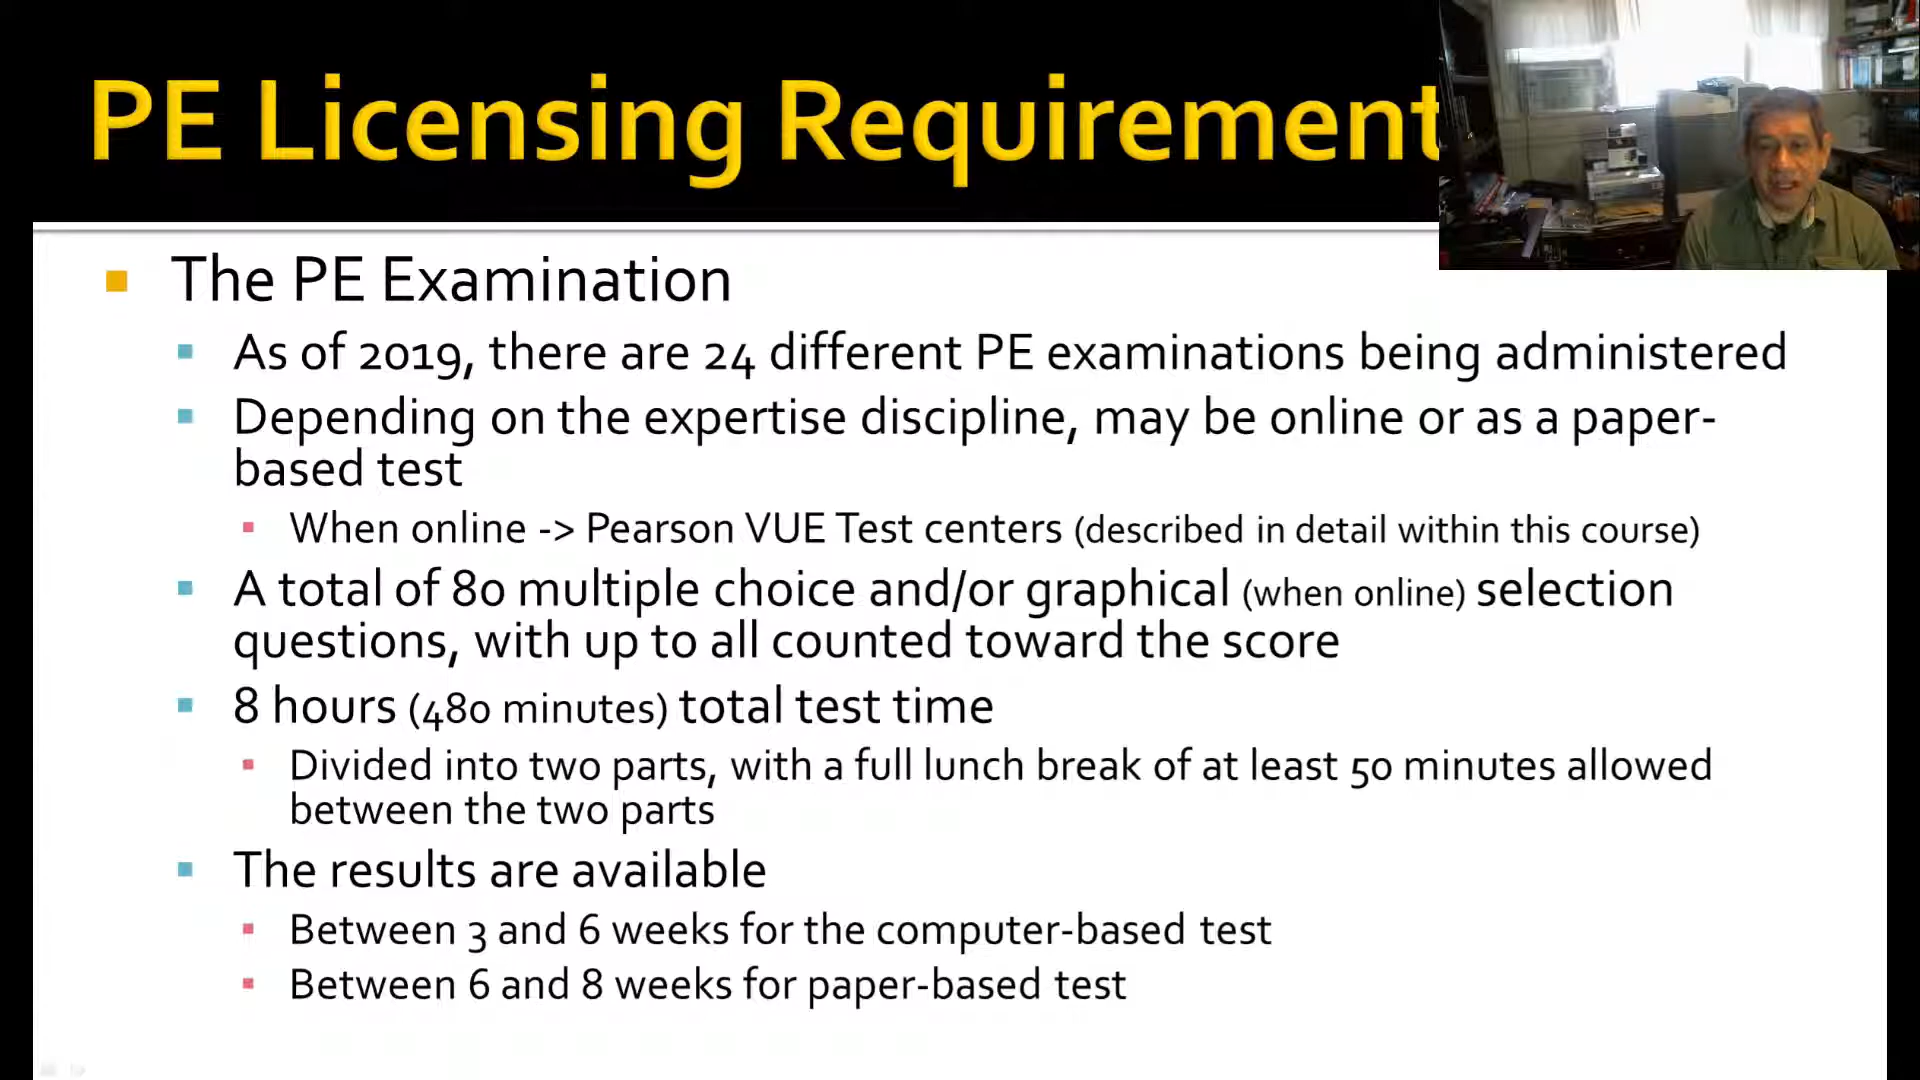 PE Licensing Requirement
The PE Examination
As of 2019, there are 24 different PE examinations being administered
Depending on the expertise discipline, may be online or as a paper-
based test
When online -> Pearson VUE Test centers (described in detail within this course)
A total of 80 multiple choice and/or graphical (when online) selection
questions, with up to all counted toward the score
8 hours (480 minutes) total test time
Divided into two parts, with a full lunch break of at least 50 minutes allowed
between the two parts
The results are available
Between 3 and 6 weeks for the computer-based test
Between 6 and 8 weeks for paper-based test